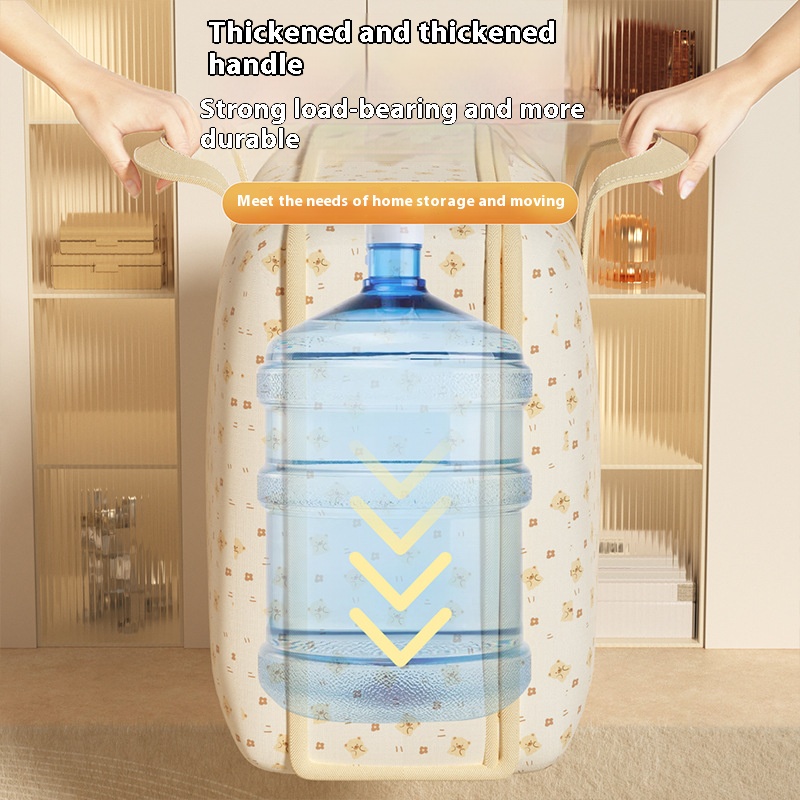 Thickened and thickened
handle
Strong load-bearing and more
durable
Meet the needs of home storage and moving